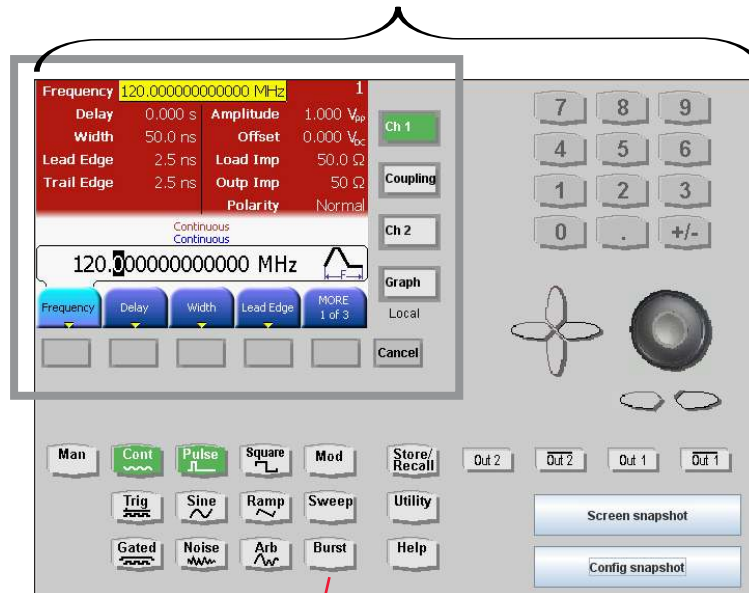 Frequency 120.000000000000 MHz 1
Delay 0.000 s Amplitude 1.000 Vpp
Width 50.0 ns Offset 0.000 VDC
Lead Edge 2.5 ns Load Imp 50.0 Ω
Trail Edge 2.5 ns Outp Imp 50 Ω
Polarity Normal
Continuous
Continuous
120.000000000000 MHz
F
Frequency Delay Width Lead Edge MORE
1 of 3
Ch 1
Coupling
Ch 2
Graph
Local
Cancel
7 8 9
4 5 6
1 2 3
0 . +/-
Man Cont Pulse Square Mod Store/
Recall
Out 2 Out 2 Out 1 Out 1
Trig Sine Ramp Sweep Utility
Gated Noise Arb Burst Help
Screen snapshot
Config snapshot